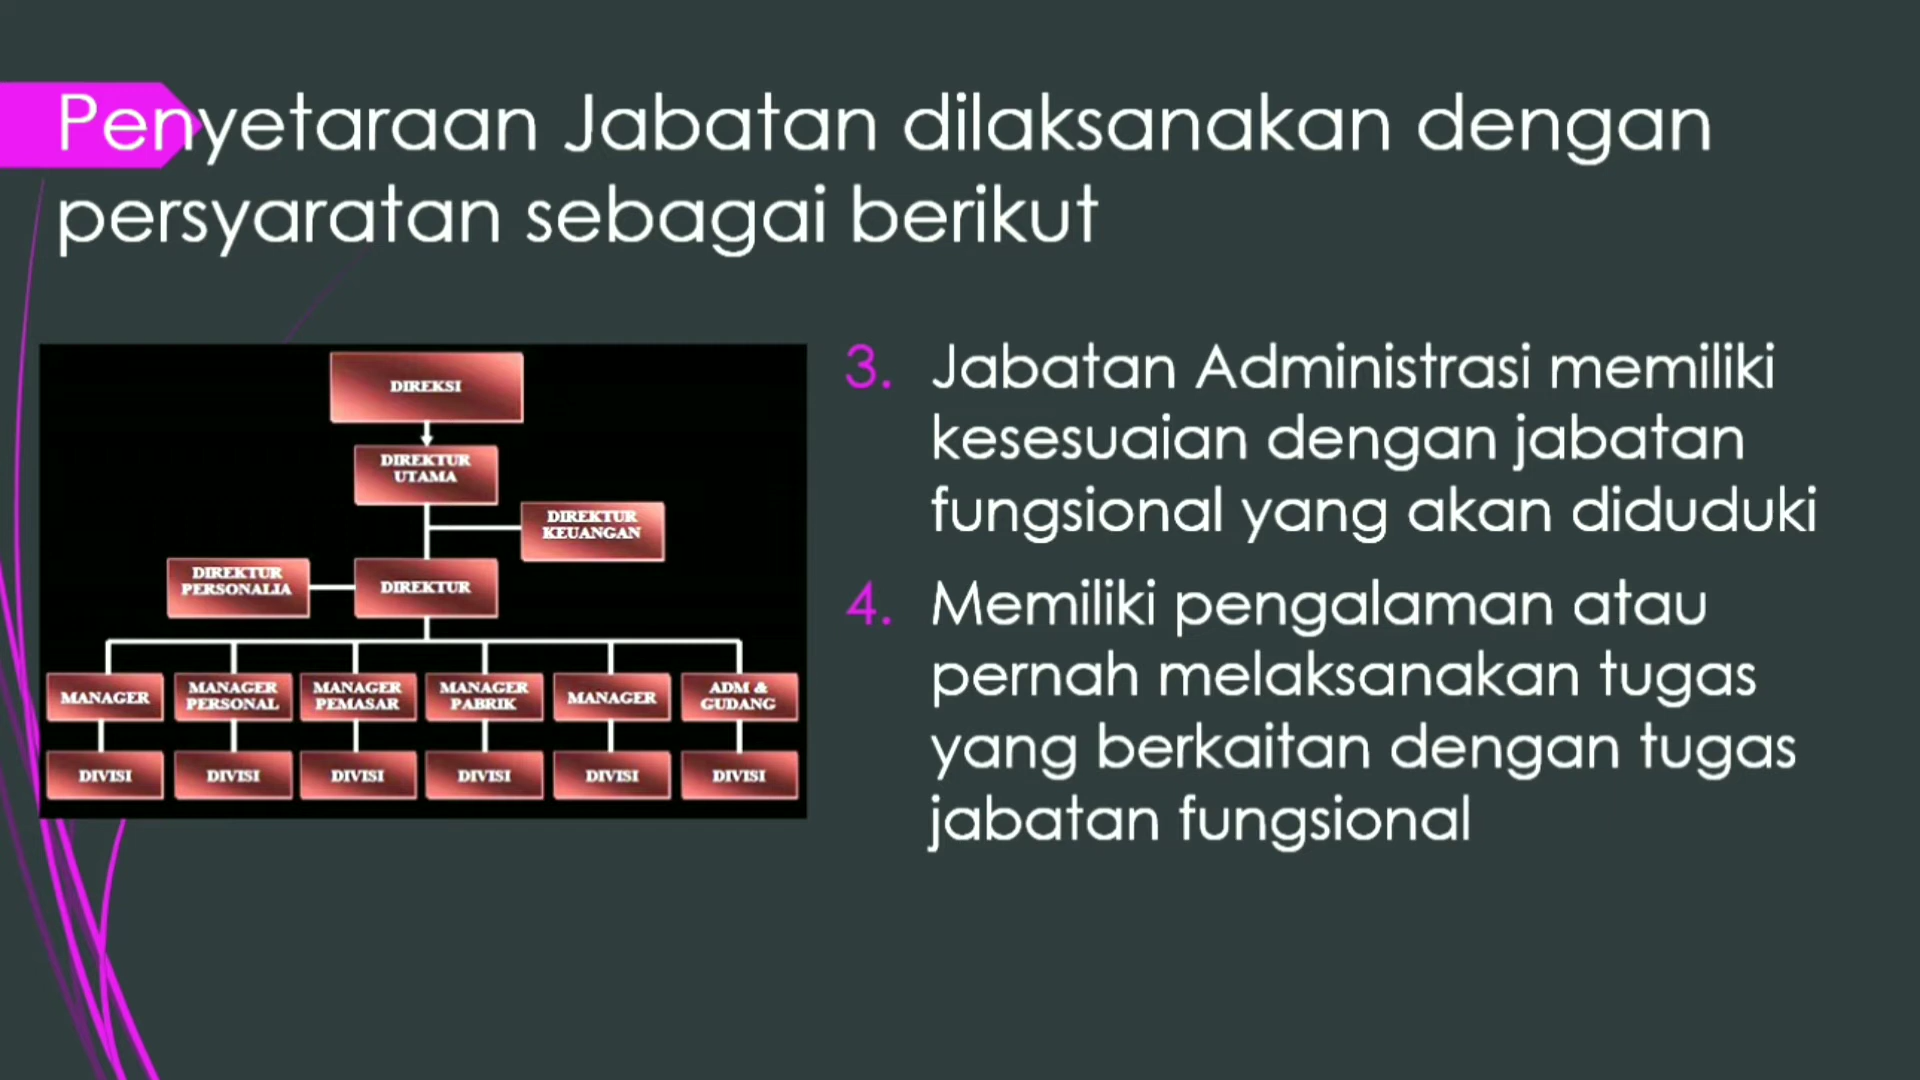 Penyetaraan Jabatan dilaksanakan dengan
persyaratan sebagai berikut
DIREKSI
DIREKTUR
UTAMA
DIREKTUR
KEUANGAN
DIREKTUR
PERSONALIA
DIREKTUR
MANAGER
MANAGER
PERSONAL
MANAGER
PEMASAR
MANAGER
PABRIK
MANAGER
ADM &
GUDANG
DIVISI
DIVISI
DIVISI
DIVISI
DIVISI
DIVISI
3. Jabatan Administrasi memiliki
kesesuaian dengan jabatan
fungsional yang akan diduduki
4. Memiliki pengalaman atau
pernah melaksanakan tugas
yang berkaitan dengan tugas
jabatan fungsional